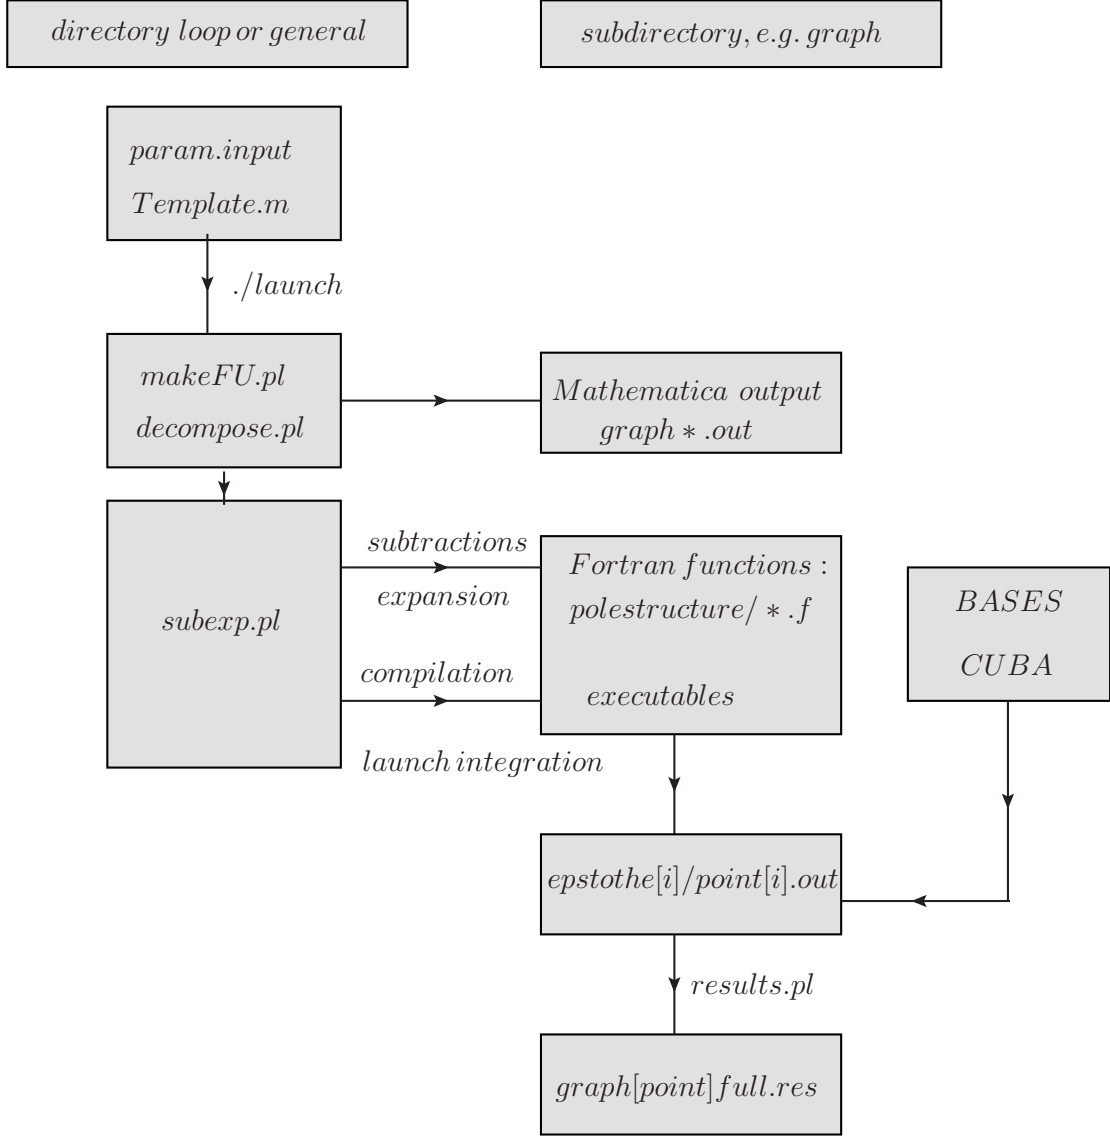 directory loop or general
subdirectory, e.g. graph
param.input
Template.m
./launch
makeFU.pl
decompose.pl
Mathematica output
graph * .out
subexp.pl
subtractions
expansion
compilation
launch integration
Fortran functions :
polestructure/ * .f
executables
BASES
CUBA
epstothe[i]/point[i].out
results.pl
graph[point]full.res